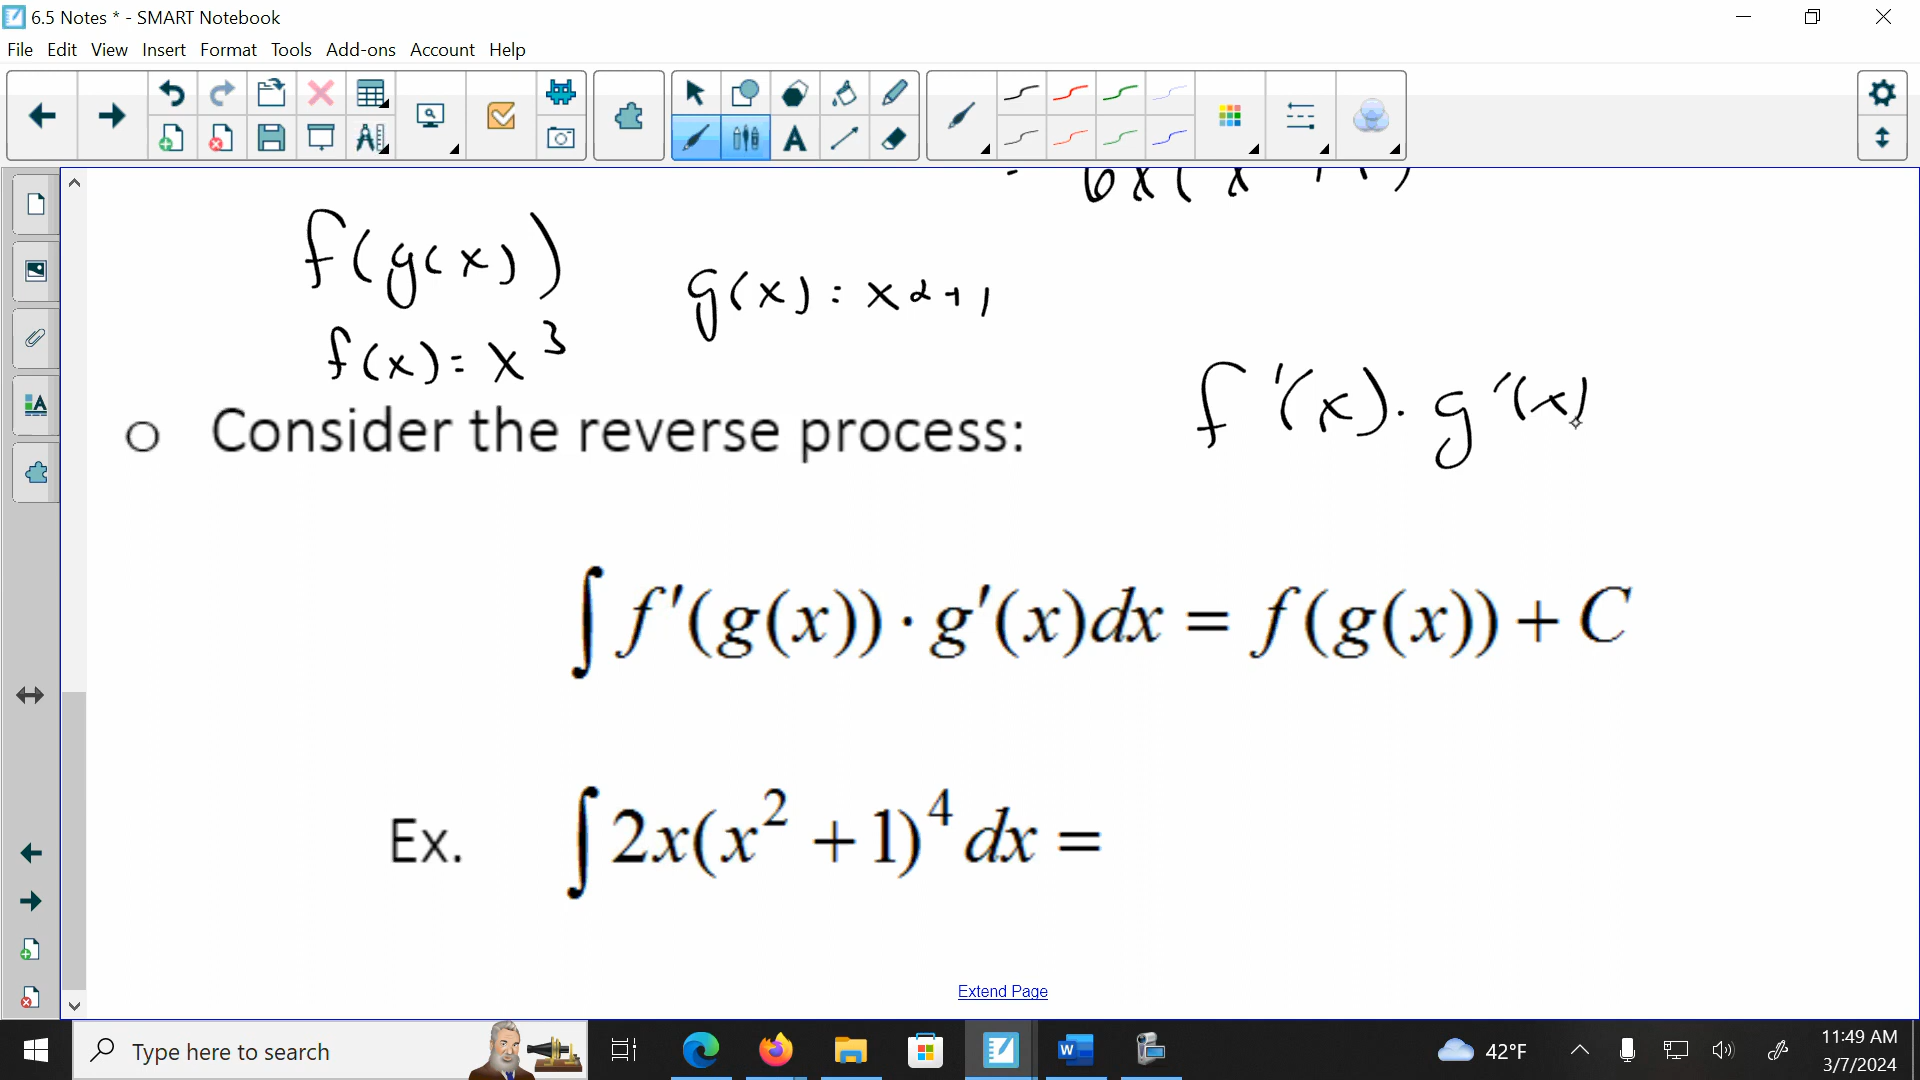 6.5 Notes * - SMART Notebook
File Edit View Insert Format Tools Add-ons Account Help
= 6x(x
f(g(x))
g(x) = x2+1
f(x) = x^3
f'(x) · g'(x)
o Consider the reverse process:
∫ f'(g(x)) · g'(x)dx = f(g(x)) + C
Ex. ∫ 2x(x² + 1)⁴ dx =
Extend Page
Type here to search
42°F
11:49 AM
3/7/2024